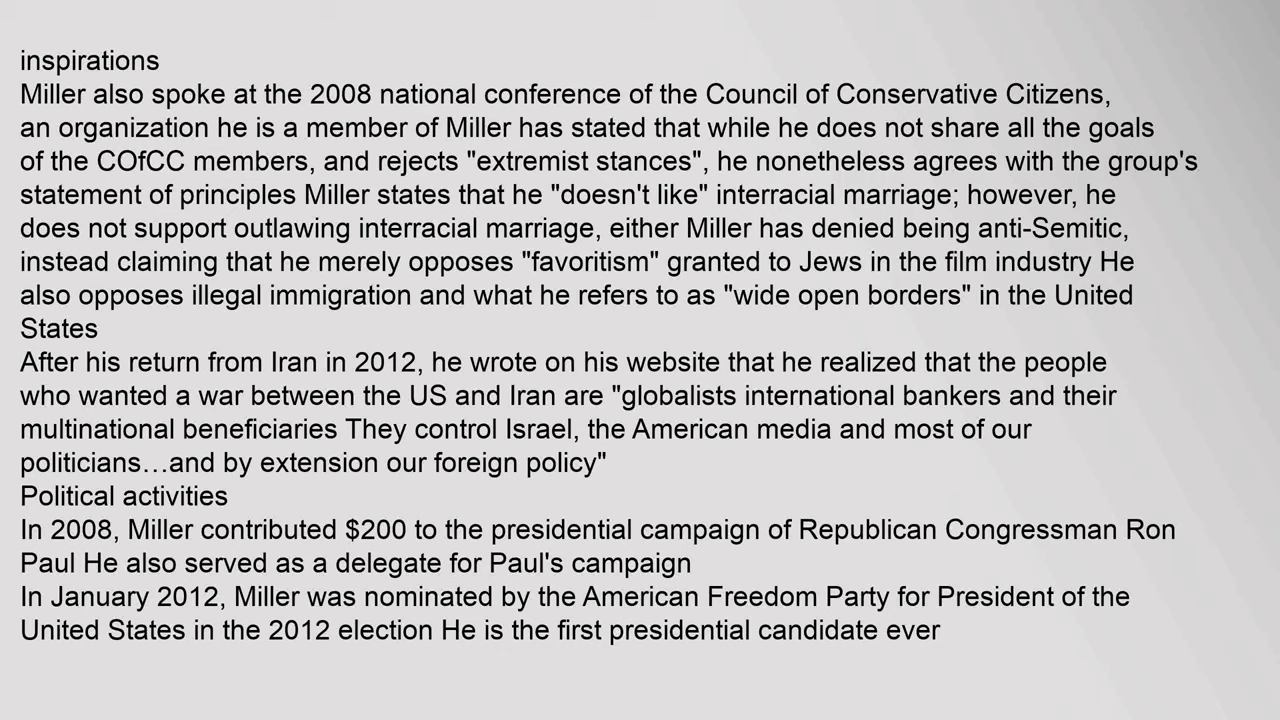 inspirations
Miller also spoke at the 2008 national conference of the Council of Conservative Citizens,
an organization he is a member of Miller has stated that while he does not share all the goals
of the COfCC members, and rejects "extremist stances", he nonetheless agrees with the group's
statement of principles Miller states that he "doesn't like" interracial marriage; however, he
does not support outlawing interracial marriage, either Miller has denied being anti-Semitic,
instead claiming that he merely opposes "favoritism" granted to Jews in the film industry He
also opposes illegal immigration and what he refers to as "wide open borders" in the United
States
After his return from Iran in 2012, he wrote on his website that he realized that the people
who wanted a war between the US and Iran are "globalists international bankers and their
multinational beneficiaries They control Israel, the American media and most of our
politicians…and by extension our foreign policy"
Political activities
In 2008, Miller contributed $200 to the presidential campaign of Republican Congressman Ron
Paul He also served as a delegate for Paul's campaign
In January 2012, Miller was nominated by the American Freedom Party for President of the
United States in the 2012 election He is the first presidential candidate ever